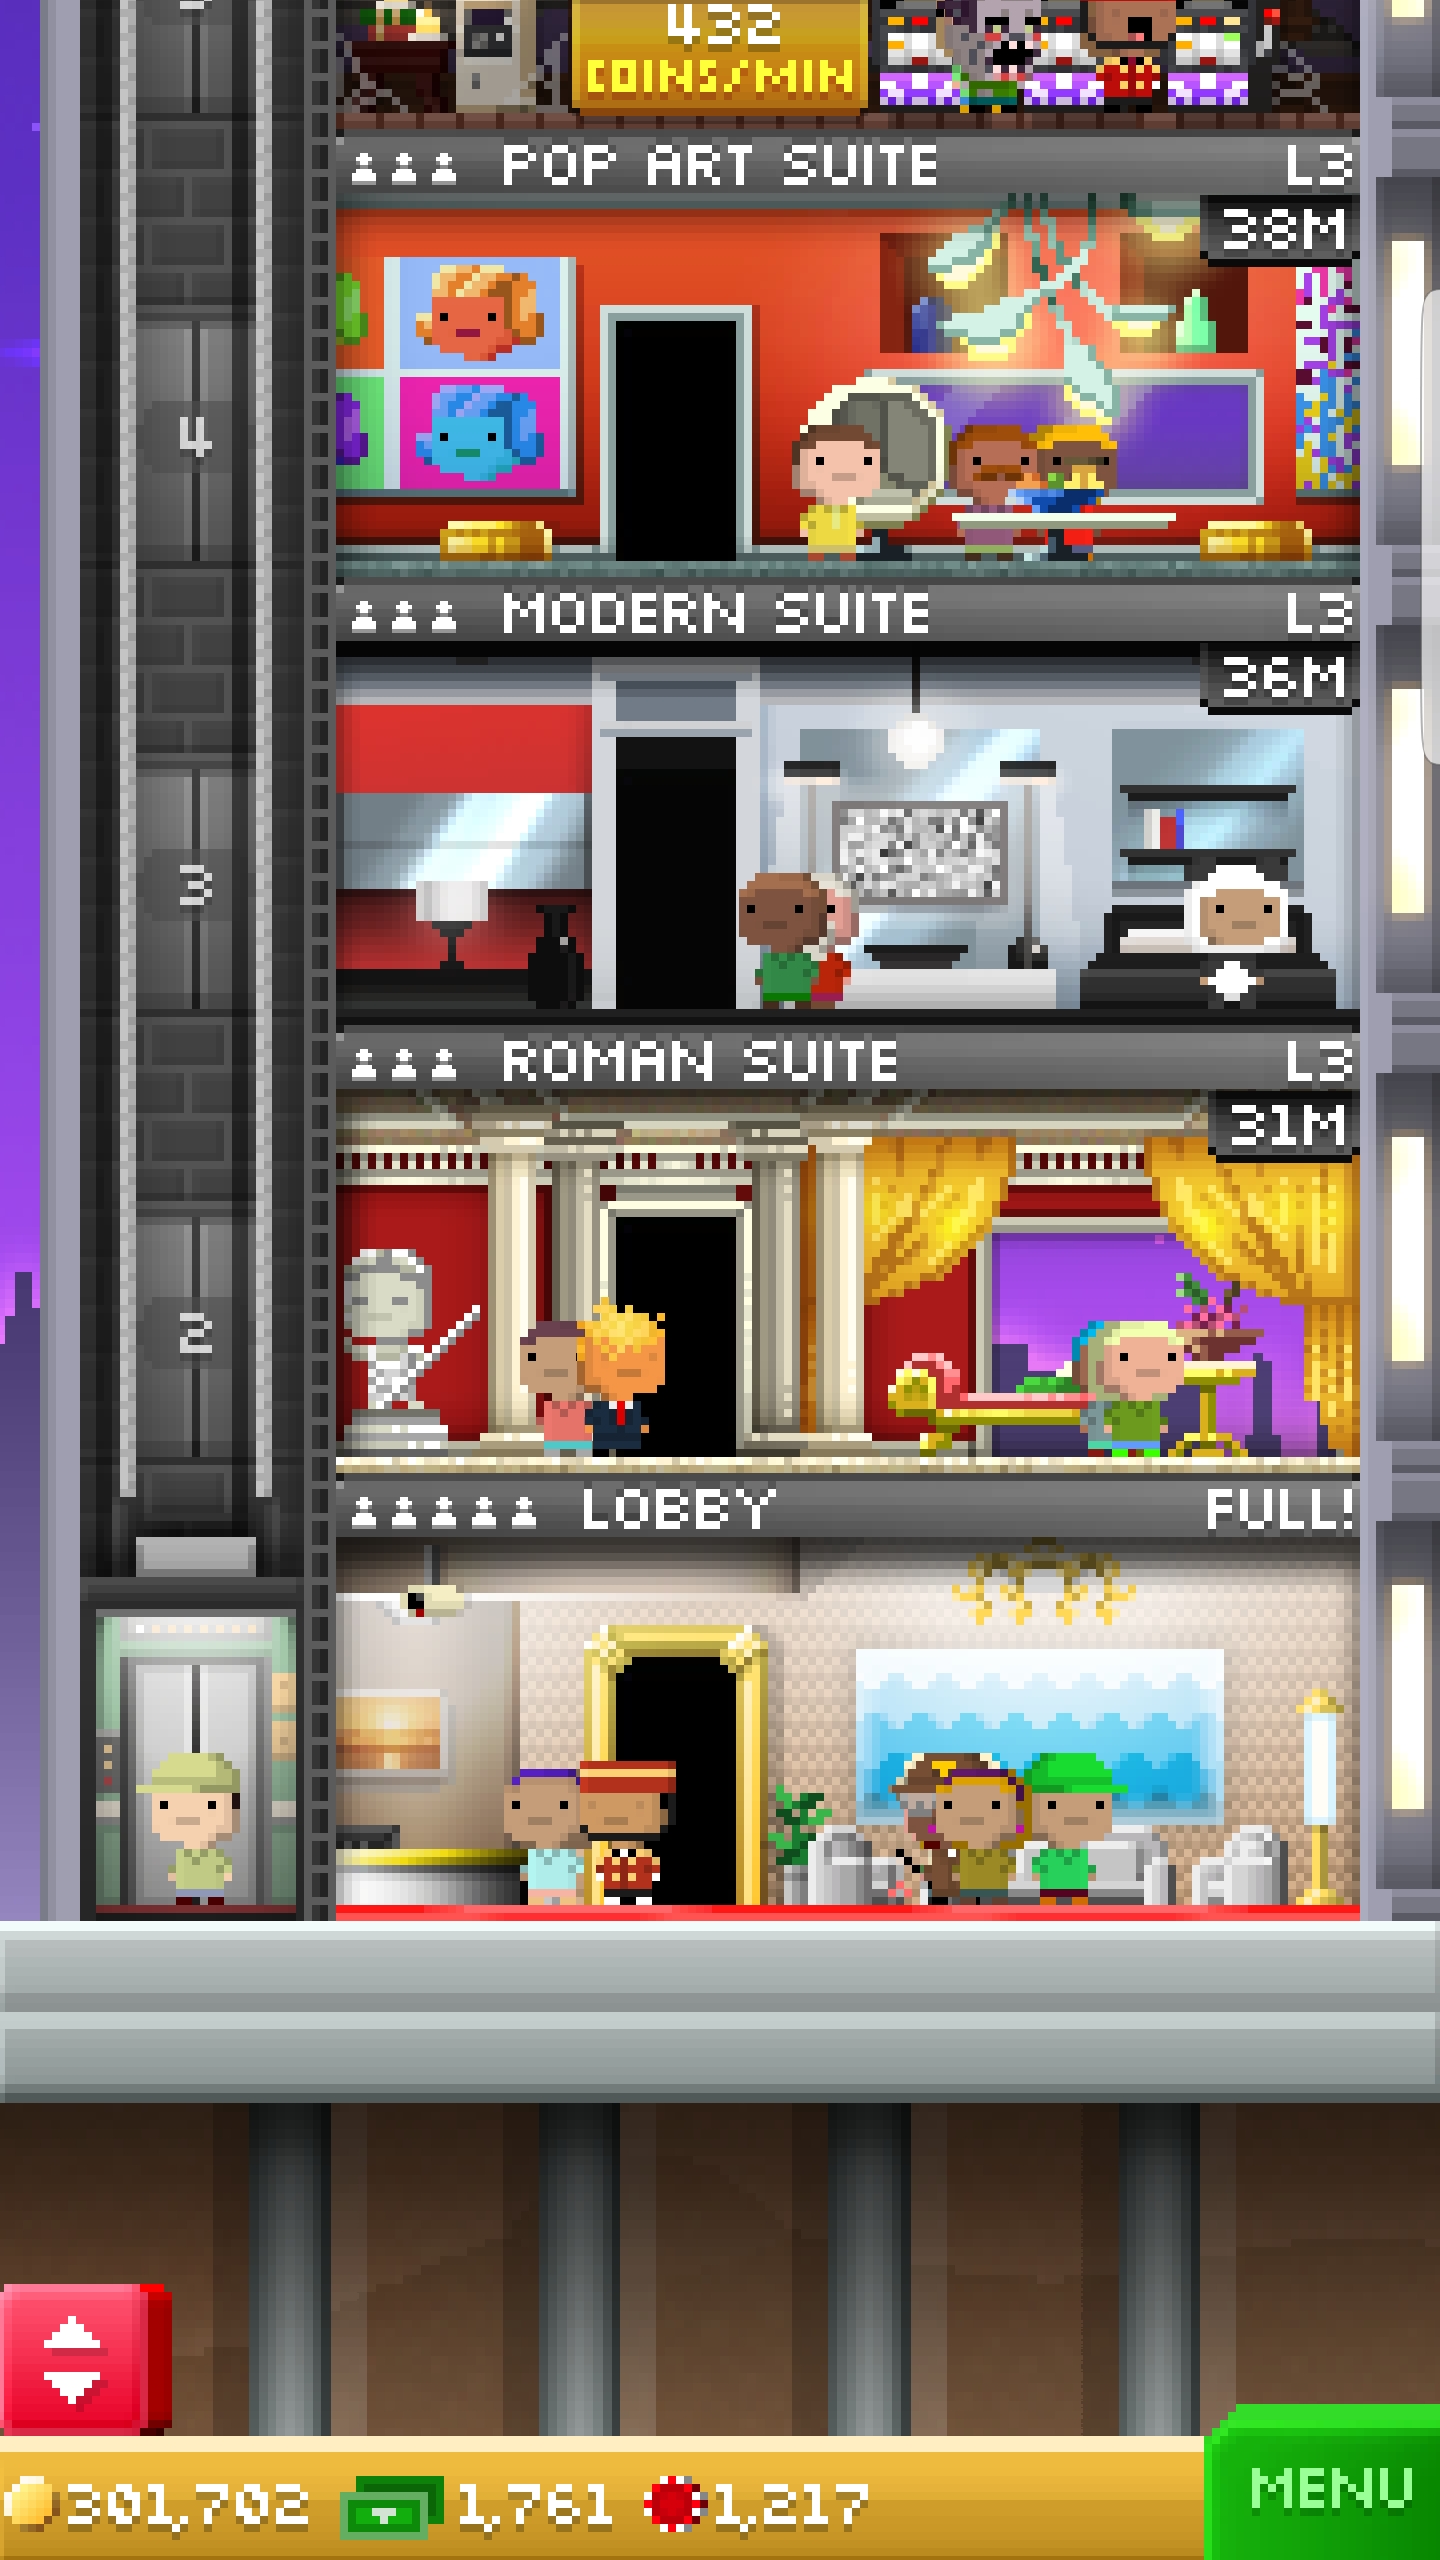 432
COINS/MIN
POP ART SUITE L3
38M
4
MODERN SUITE L3
36M
3
ROMAN SUITE L3
31M
2
LOBBY FULL!
301,702 1,761 1,217
MENU